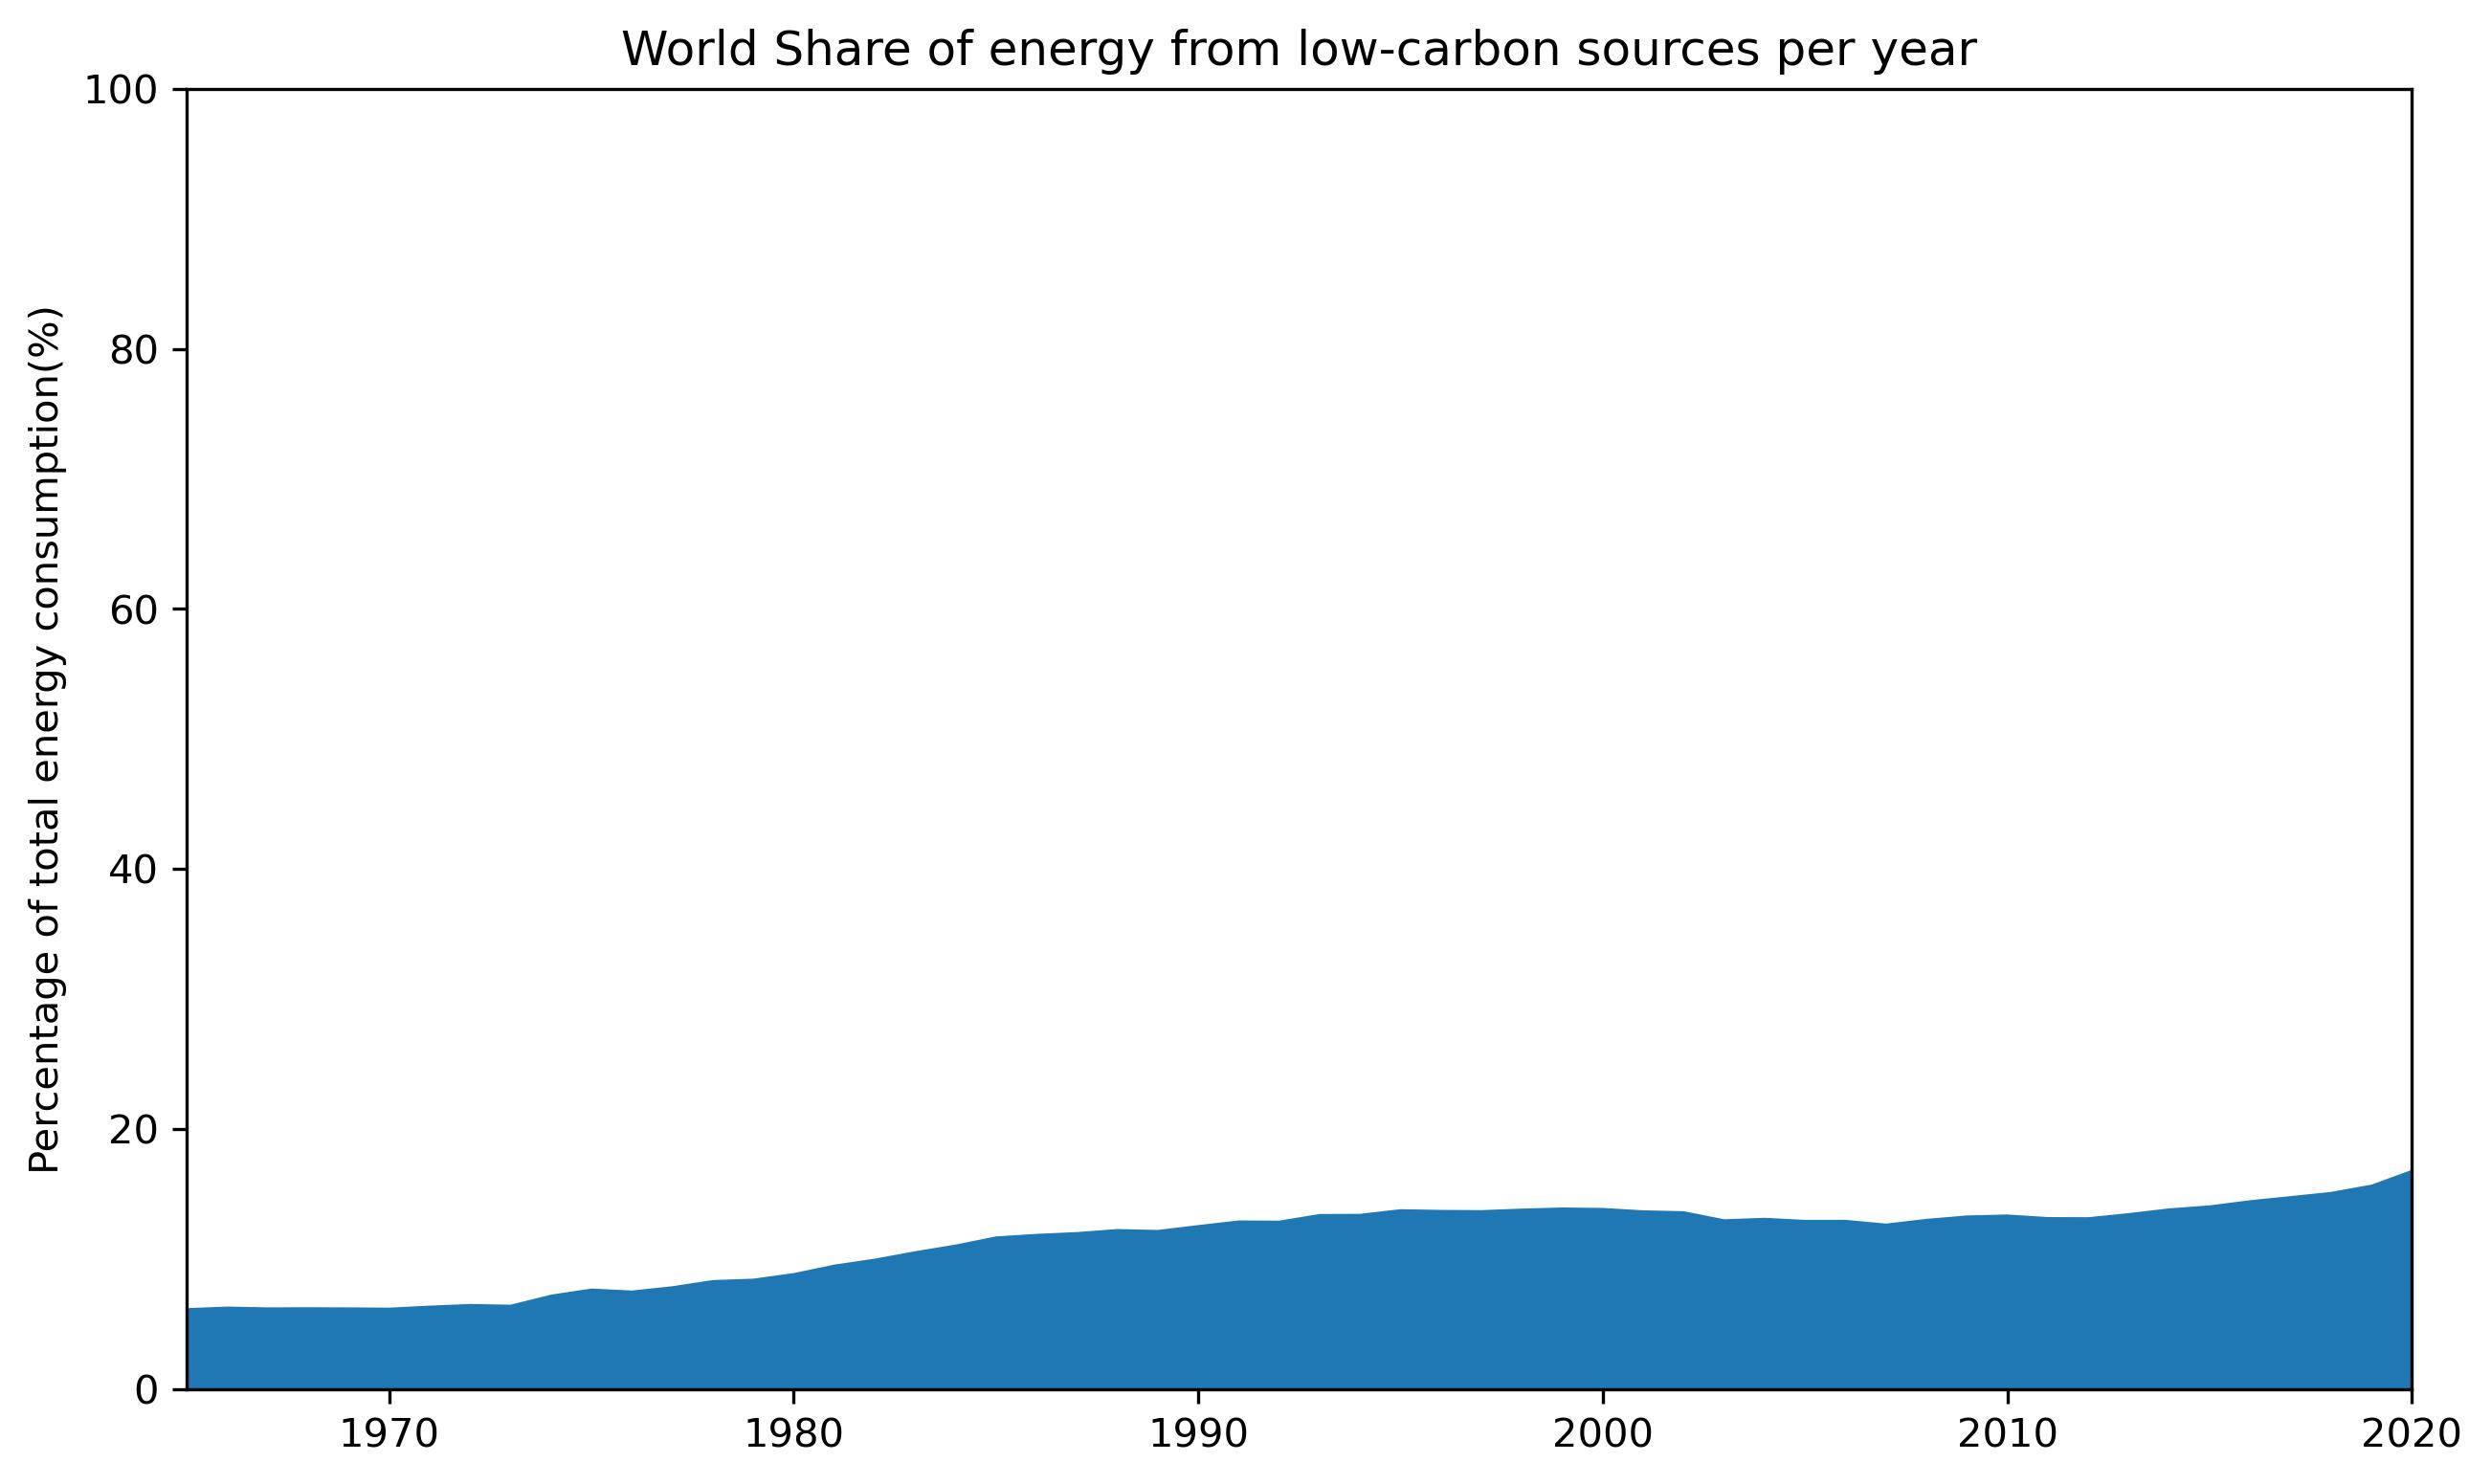 World Share of energy from low-carbon sources per year
Percentage of total energy consumption(%)
100
80
60
40
20
0
1970 1980 1990 2000 2010 2020